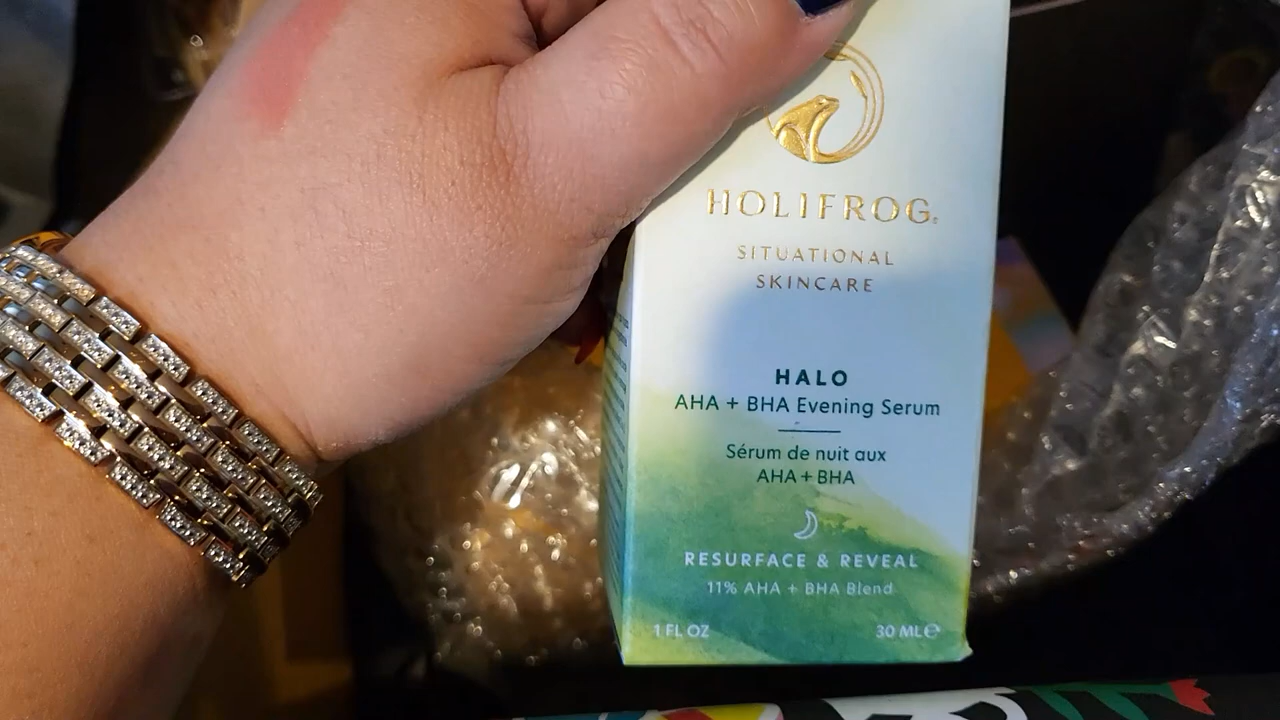 HOLIFROG®
SITUATIONAL
SKINCARE
HALO
AHA + BHA Evening Serum
Sérum de nuit aux
AHA + BHA
RESURFACE & REVEAL
11% AHA + BHA Blend
1 FL OZ
30 ML ℮